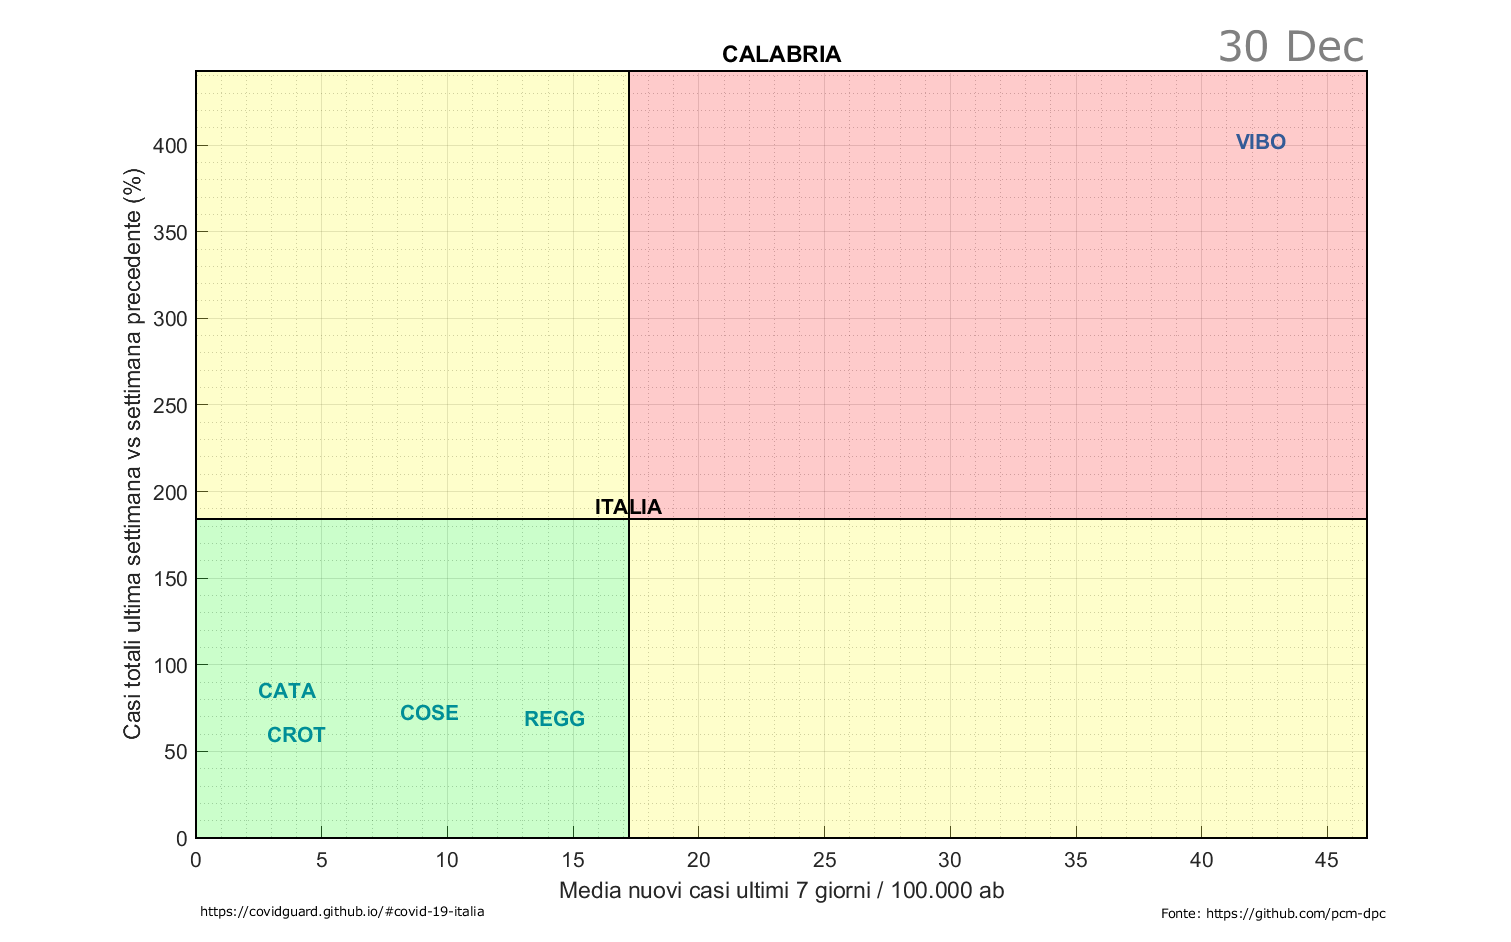 30 Dec
CALABRIA
Casi totali ultima settimana vs settimana precedente (%)
400
350
300
250
200
150
100
50
0
VIBO
ITALIA
CATA
COSE
REGG
CROT
0 5 10 15 20 25 30 35 40 45
Media nuovi casi ultimi 7 giorni / 100.000 ab
https://covidguard.github.io/#covid-19-italia
Fonte: https://github.com/pcm-dpc